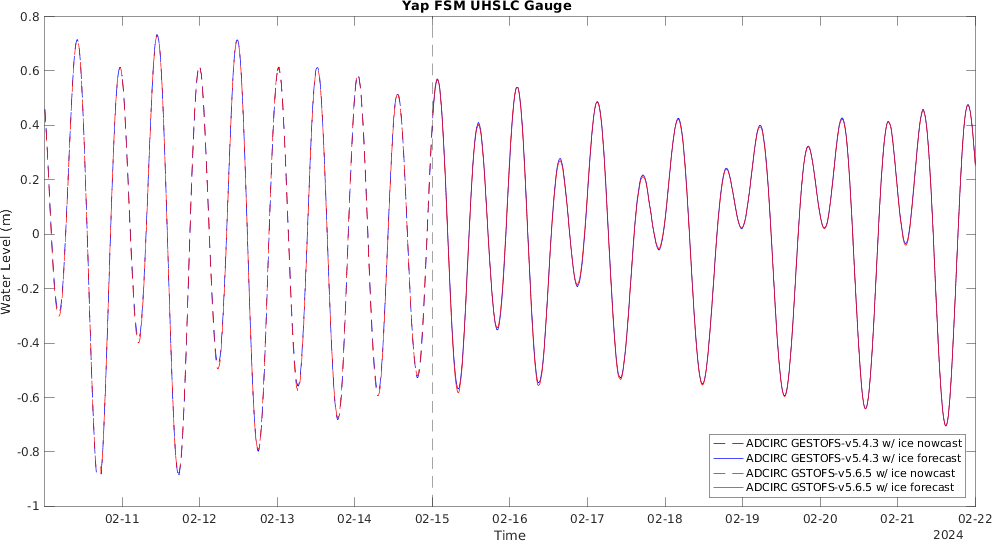 Yap FSM UHSLC Gauge
0.8
0.6
0.4
0.2
0
-0.2
-0.4
-0.6
-0.8
-1
Water Level (m)
ADCIRC GESTOFS-v5.4.3 w/ ice nowcast
ADCIRC GESTOFS-v5.4.3 w/ ice forecast
ADCIRC GSTOFS-v5.6.5 w/ ice nowcast
ADCIRC GSTOFS-v5.6.5 w/ ice forecast
02-11 02-12 02-13 02-14 02-15 02-16 02-17 02-18 02-19 02-20 02-21 02-22
Time
2024